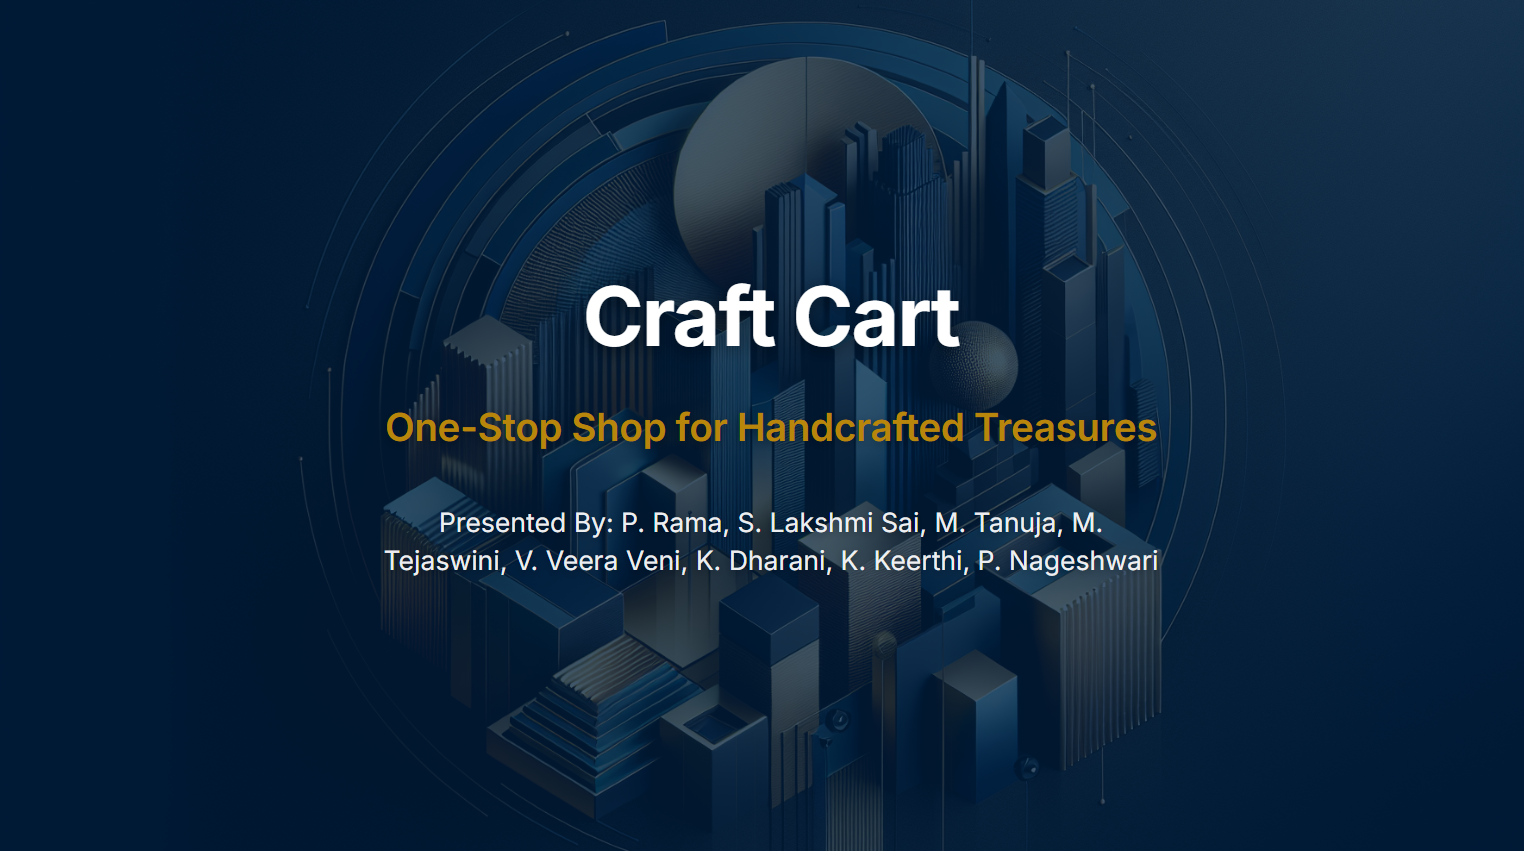 Craft Cart
One-Stop Shop for Handcrafted Treasures
Presented By: P. Rama, S. Lakshmi Sai, M. Tanuja, M.
Tejaswini, V. Veera Veni, K. Dharani, K. Keerthi, P. Nageshwari